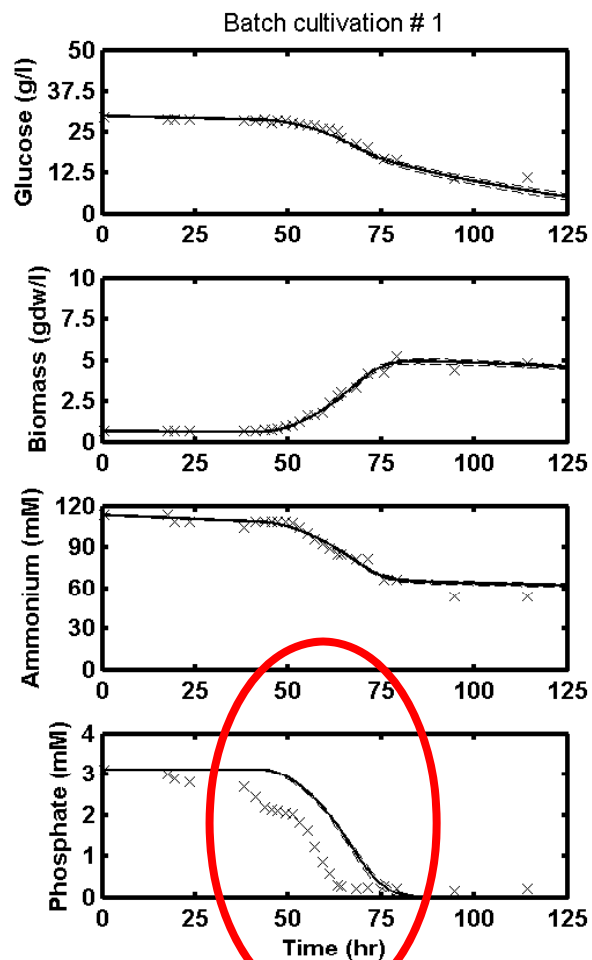 Batch cultivation # 1
Glucose (g/l)
50
37.5
25
12.5
0
0 25 50 75 100 125
Biomass (gdw/l)
10
7.5
5
2.5
0
0 25 50 75 100 125
Ammonium (mM)
120
90
60
30
0
0 25 50 75 100 125
Phosphate (mM)
4
3
2
1
0
0 25 50 75 100 125
Time (hr)